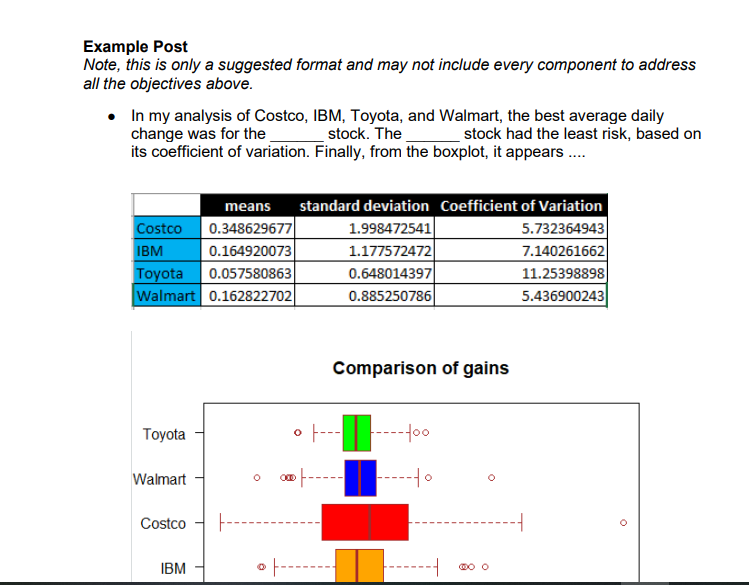 Example Post
Note, this is only a suggested format and may not include every component to address
all the objectives above.
• In my analysis of Costco, IBM, Toyota, and Walmart, the best average daily
change was for the ______ stock. The ______ stock had the least risk, based on
its coefficient of variation. Finally, from the boxplot, it appears ....
means standard deviation Coefficient of Variation
Costco 0.348629677 1.998472541 5.732364943
IBM 0.164920073 1.177572472 7.140261662
Toyota 0.057580863 0.648014397 11.25398898
Walmart 0.162822702 0.885250786 5.436900243
Comparison of gains
Toyota
Walmart
Costco
IBM